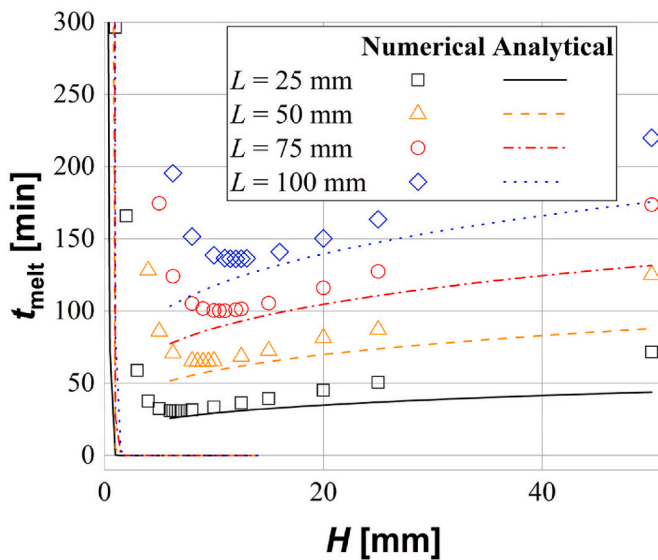 300
250
200
150
100
50
0
t_melt [min]
Numerical Analytical
L = 25 mm
L = 50 mm
L = 75 mm
L = 100 mm
0 20 40
H [mm]